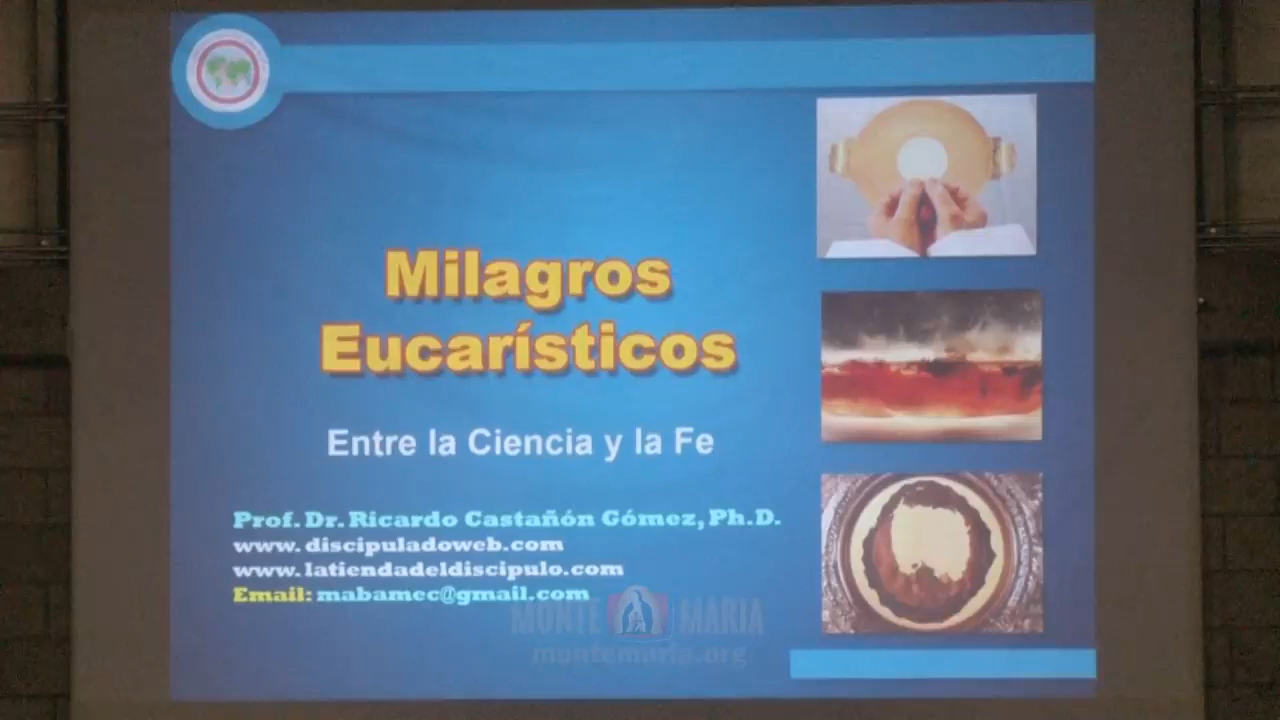 Milagros
Eucarísticos
Entre la Ciencia y la Fe
Prof. Dr. Ricardo Castañón Gómez, Ph.D.
www.discipuladoweb.com
www.latiendadeldiscipulo.com
Email: mabamec@gmail.com
MONTE MARIA
montemaria.org